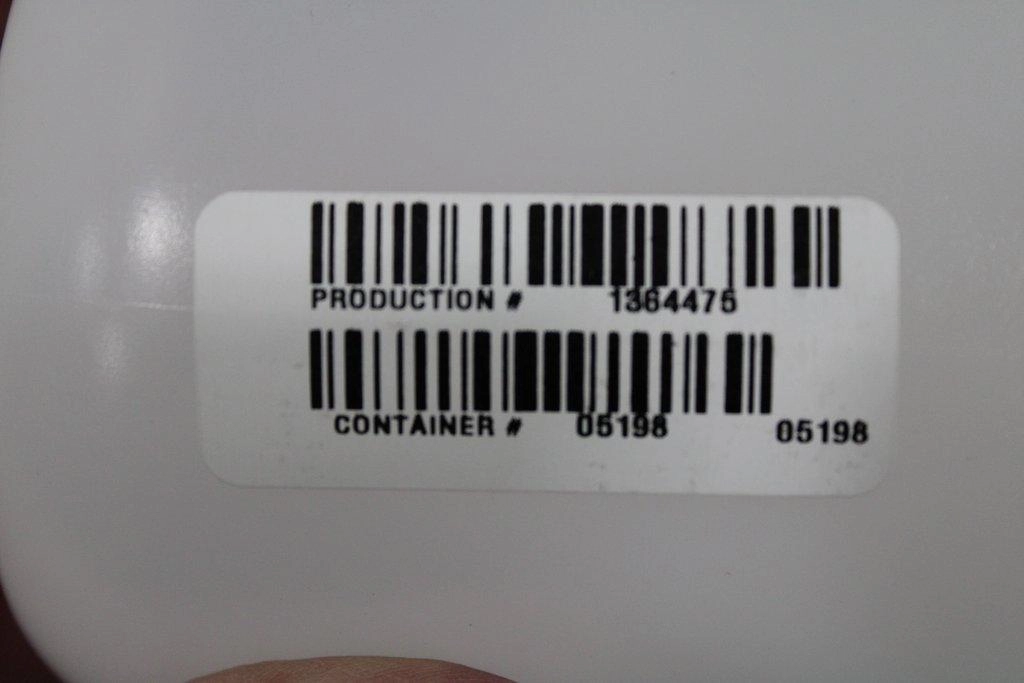 PRODUCTION # 1364475
CONTAINER # 05198 05198